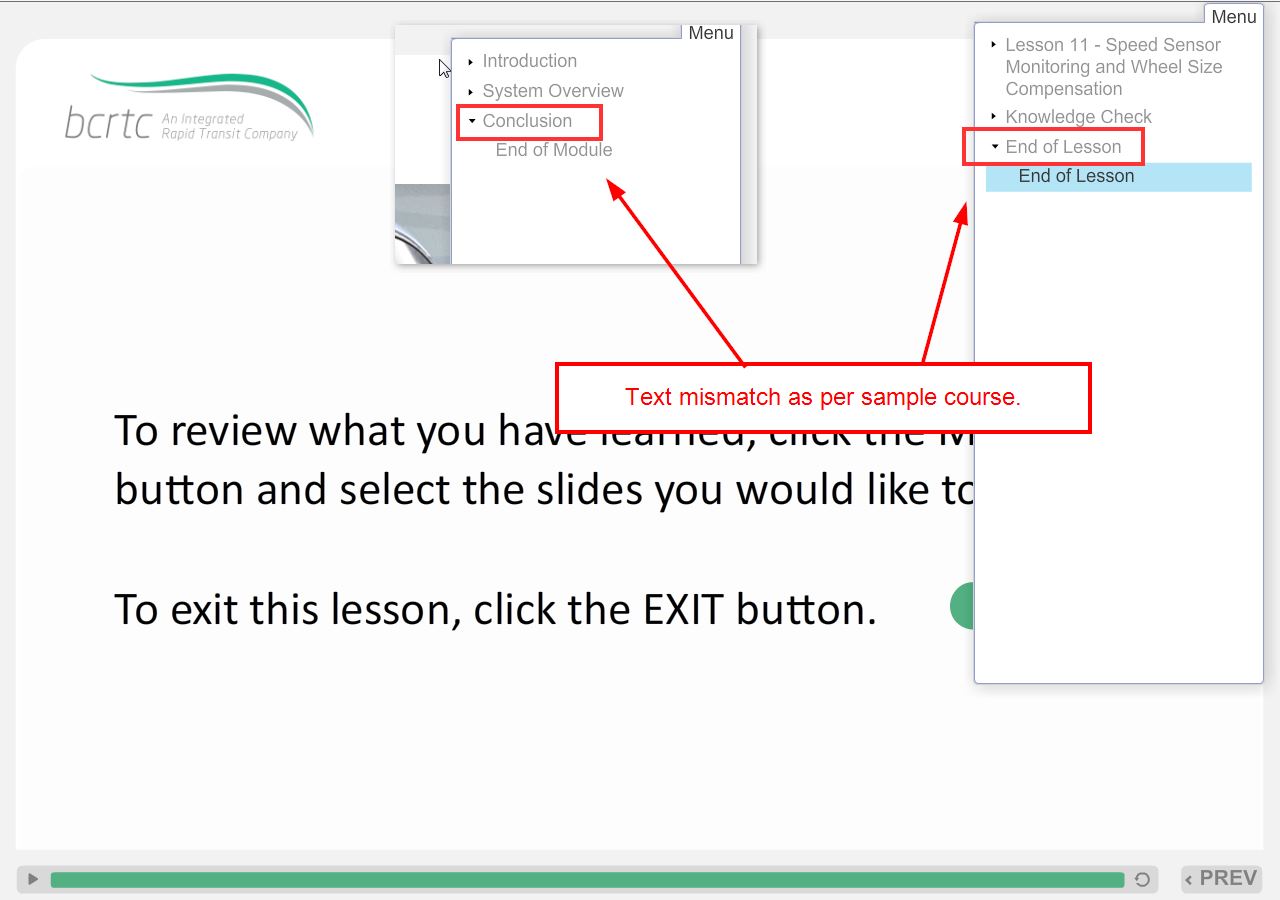 Menu
Introduction
System Overview
Conclusion
End of Module
Menu
Lesson 11 - Speed Sensor
Monitoring and Wheel Size
Compensation
Knowledge Check
End of Lesson
End of Lesson
bcrtc An Integrated
Rapid Transit Company
Text mismatch as per sample course.
To review what you have learned, click the
button and select the slides you would like to
To exit this lesson, click the EXIT button.
PREV